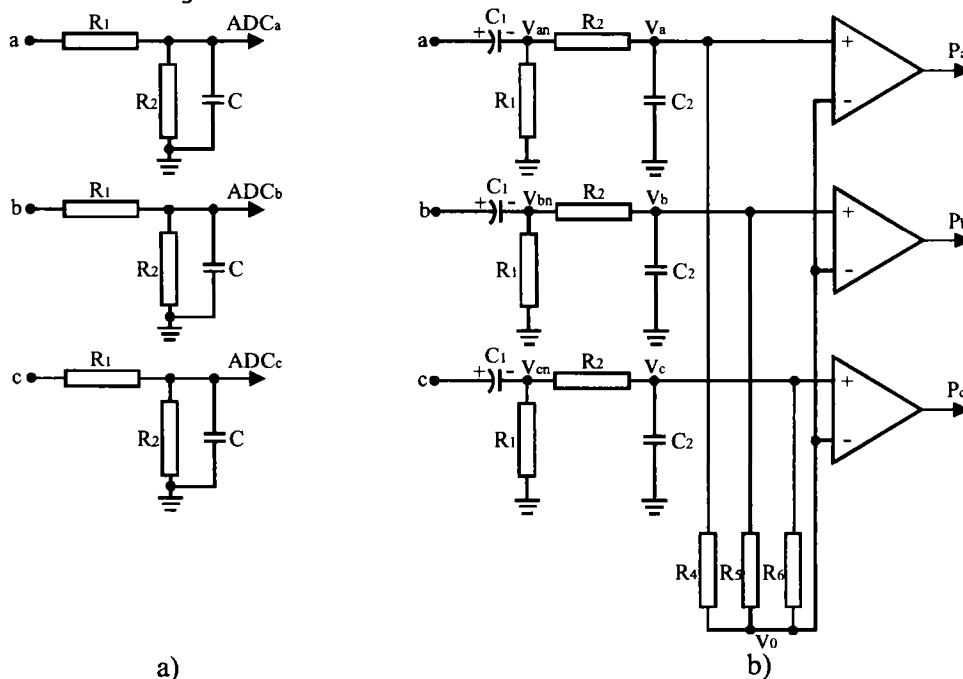 R1 ADCa
a
R2 C
R1 ADCb
b
R2 C
R1 ADCc
c
R2 C
a)
C1 Van R2 Va
a + - + Pa
R1 C2 -
C1 Vbn R2 Vb
b + - +
R1 C2 -
C1 Vcn R2 Vc
c + - +
R1 C2 -
R4 R5 R6
V0
b)